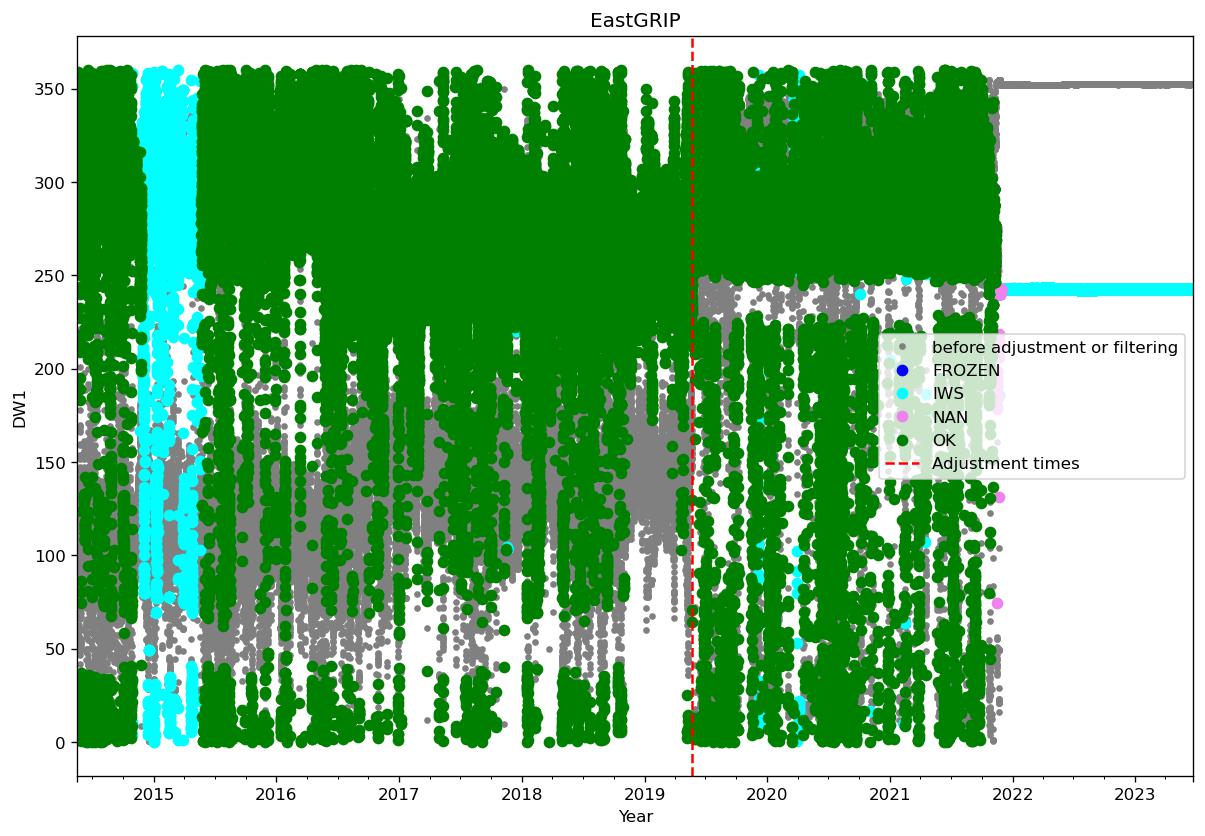 EastGRIP
350
300
250
200
150
100
50
0
DW1
before adjustment or filtering
FROZEN
IWS
NAN
OK
Adjustment times
2015 2016 2017 2018 2019 2020 2021 2022 2023
Year